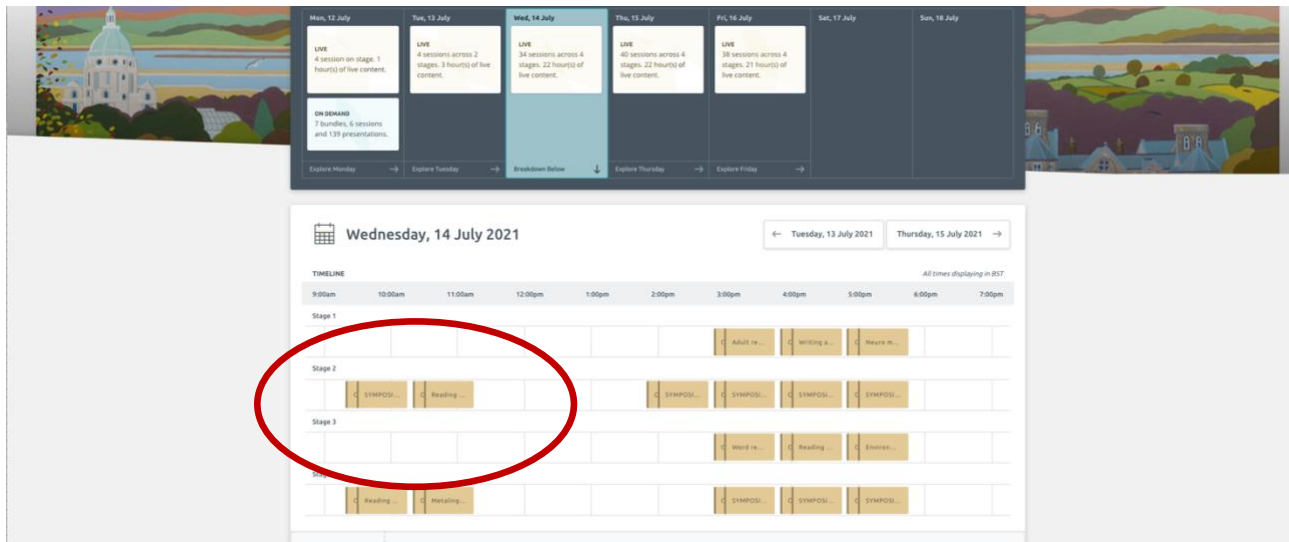 Mon, 12 July
LIVE
4 session on stage. 1
hour(s) of live content.
ON DEMAND
7 bundles, 6 sessions
and 139 presentations.
Explore Monday →
Tue, 13 July
LIVE
4 sessions across 2
stages. 3 hour(s) of live
content.
Explore Tuesday →
Wed, 14 July
LIVE
34 sessions across 4
stages. 22 hour(s) of
live content.
Breakdown Below ↓
Thu, 15 July
LIVE
40 sessions across 4
stages. 22 hour(s) of
live content.
Explore Thursday →
Fri, 16 July
LIVE
38 sessions across 4
stages. 21 hour(s) of
live content.
Explore Friday →
Sat, 17 July
Sun, 18 July
Wednesday, 14 July 2021
← Tuesday, 13 July 2021
Thursday, 15 July 2021 →
TIMELINE
All times displaying in BST
9:00am 10:00am 11:00am 12:00pm 1:00pm 2:00pm 3:00pm 4:00pm 5:00pm 6:00pm 7:00pm
Stage 1
Adult re... Writing a... Neuro m...
Stage 2
SYMPOSI... Reading ... SYMPOSI... SYMPOSI... SYMPOSI... SYMPOSI...
Stage 3
Word re... Reading ... Environ...
Reading ... Metaling... SYMPOSI... SYMPOSI... SYMPOSI...